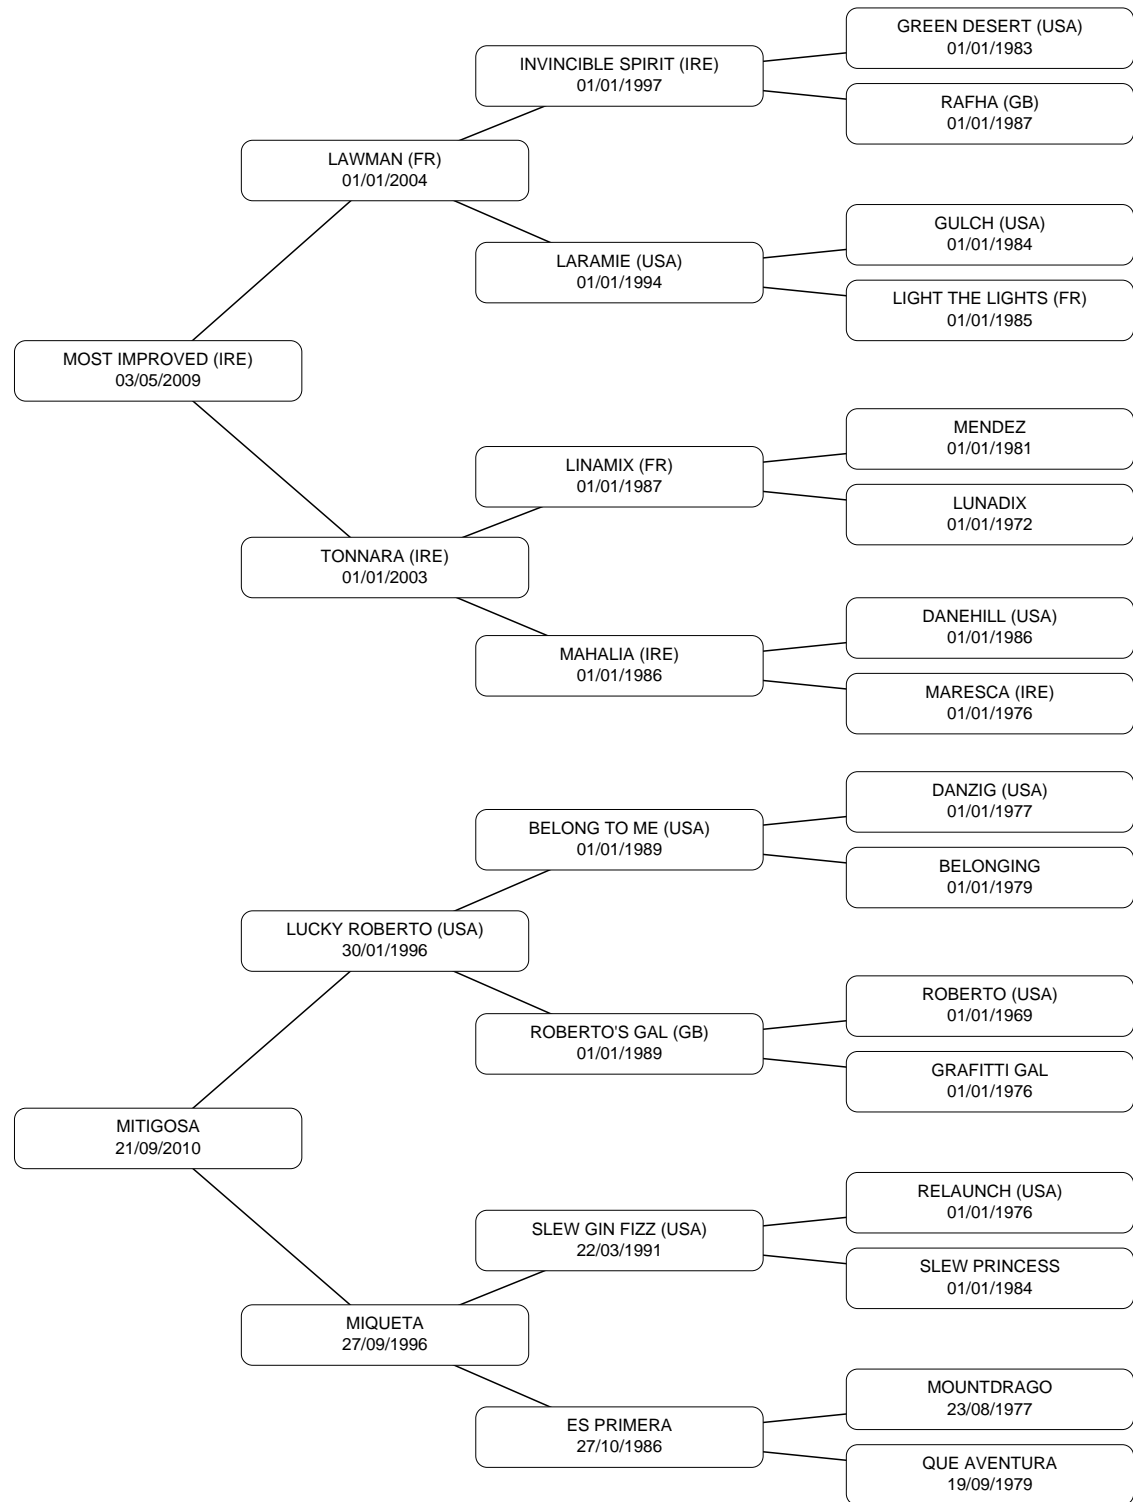 GREEN DESERT (USA)
01/01/1983
INVINCIBLE SPIRIT (IRE)
01/01/1997
RAFHA (GB)
01/01/1987
LAWMAN (FR)
01/01/2004
GULCH (USA)
01/01/1984
LARAMIE (USA)
01/01/1994
LIGHT THE LIGHTS (FR)
01/01/1985
MOST IMPROVED (IRE)
03/05/2009
MENDEZ
01/01/1981
LINAMIX (FR)
01/01/1987
LUNADIX
01/01/1972
TONNARA (IRE)
01/01/2003
DANEHILL (USA)
01/01/1986
MAHALIA (IRE)
01/01/1986
MARESCA (IRE)
01/01/1976
DANZIG (USA)
01/01/1977
BELONG TO ME (USA)
01/01/1989
BELONGING
01/01/1979
LUCKY ROBERTO (USA)
30/01/1996
ROBERTO (USA)
01/01/1969
ROBERTO'S GAL (GB)
01/01/1989
GRAFITTI GAL
01/01/1976
MITIGOSA
21/09/2010
RELAUNCH (USA)
01/01/1976
SLEW GIN FIZZ (USA)
22/03/1991
SLEW PRINCESS
01/01/1984
MIQUETA
27/09/1996
MOUNTDRAGO
23/08/1977
ES PRIMERA
27/10/1986
QUE AVENTURA
19/09/1979